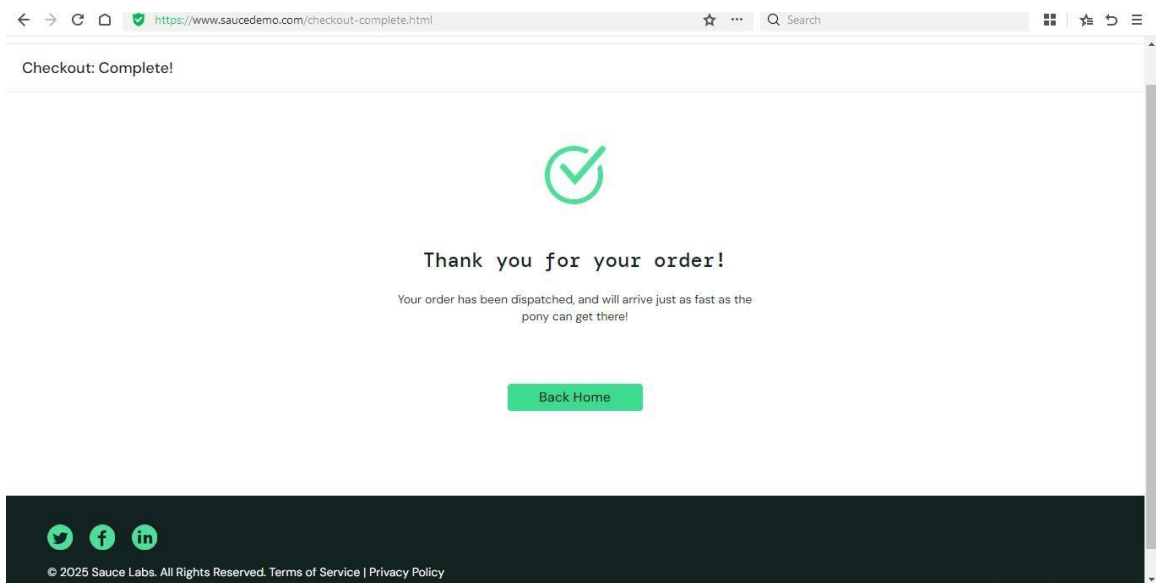 https://www.saucedemo.com/checkout-complete.html
Search
Checkout: Complete!
Thank you for your order!
Your order has been dispatched, and will arrive just as fast as the
pony can get there!
Back Home
© 2025 Sauce Labs. All Rights Reserved. Terms of Service | Privacy Policy